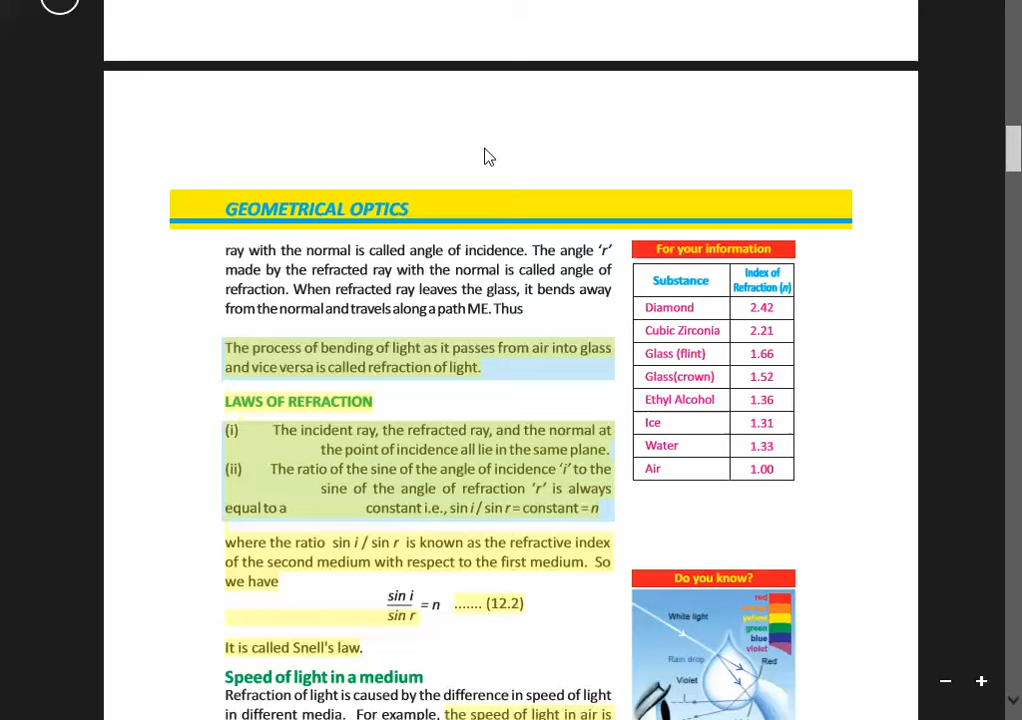 GEOMETRICAL OPTICS
ray with the normal is called angle of incidence. The angle ‘r’
made by the refracted ray with the normal is called angle of
refraction. When refracted ray leaves the glass, it bends away
from the normal and travels along a path ME. Thus
The process of bending of light as it passes from air into glass
and vice versa is called refraction of light.
LAWS OF REFRACTION
(i) The incident ray, the refracted ray, and the normal at
the point of incidence all lie in the same plane.
(ii) The ratio of the sine of the angle of incidence ‘i’ to the
sine of the angle of refraction ‘r’ is always
equal to a constant i.e., sin i / sin r = constant = n
where the ratio sin i / sin r is known as the refractive index
of the second medium with respect to the first medium. So
we have
sin i
= n ....... (12.2)
sin r
It is called Snell's law.
Speed of light in a medium
Refraction of light is caused by the difference in speed of light
in different media. For example, the speed of light in air is
For your information
Substance Index of
Refraction (n)
Diamond 2.42
Cubic Zirconia 2.21
Glass (flint) 1.66
Glass(crown) 1.52
Ethyl Alcohol 1.36
Ice 1.31
Water 1.33
Air 1.00
Do you know?
red
orange
yellow
green
blue
violet
White light
Rain drop
Red
Violet